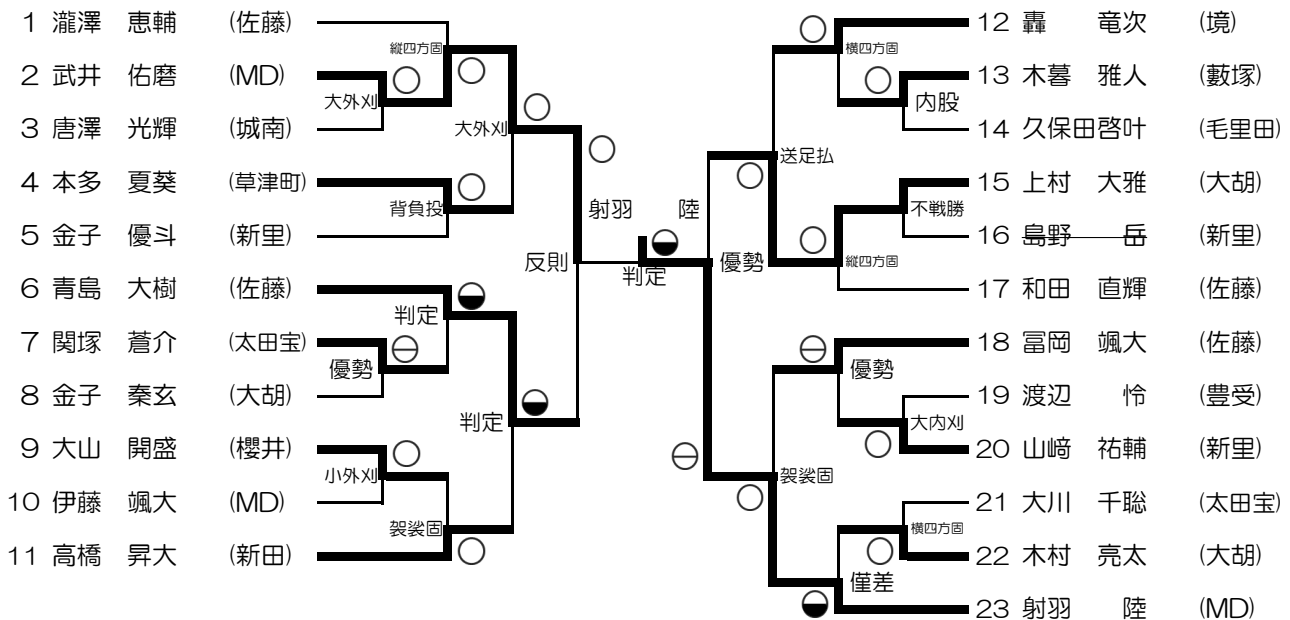 1 瀧澤 恵輔 (佐藤)
2 武井 佑磨 (MD)
3 唐澤 光輝 (城南)
4 本多 夏葵 (草津町)
5 金子 優斗 (新里)
6 青島 大樹 (佐藤)
7 関塚 蒼介 (太田宝)
8 金子 秦玄 (大胡)
9 大山 開盛 (櫻井)
10 伊藤 颯大 (MD)
11 高橋 昇大 (新田)
縦四方固
大外刈
大外刈
背負投
反則
判定
優勢
判定
小外刈
袈裟固
射羽 陸
判定
優勢
横四方固
内股
送足払
不戦勝
縦四方固
優勢
大内刈
袈裟固
横四方固
僅差
12 轟 竜次 (境)
13 木暮 雅人 (藪塚)
14 久保田啓叶 (毛里田)
15 上村 大雅 (大胡)
16 島野 岳 (新里)
17 和田 直輝 (佐藤)
18 冨岡 颯大 (佐藤)
19 渡辺 怜 (豊受)
20 山﨑 祐輔 (新里)
21 大川 千聡 (太田宝)
22 木村 亮太 (大胡)
23 射羽 陸 (MD)